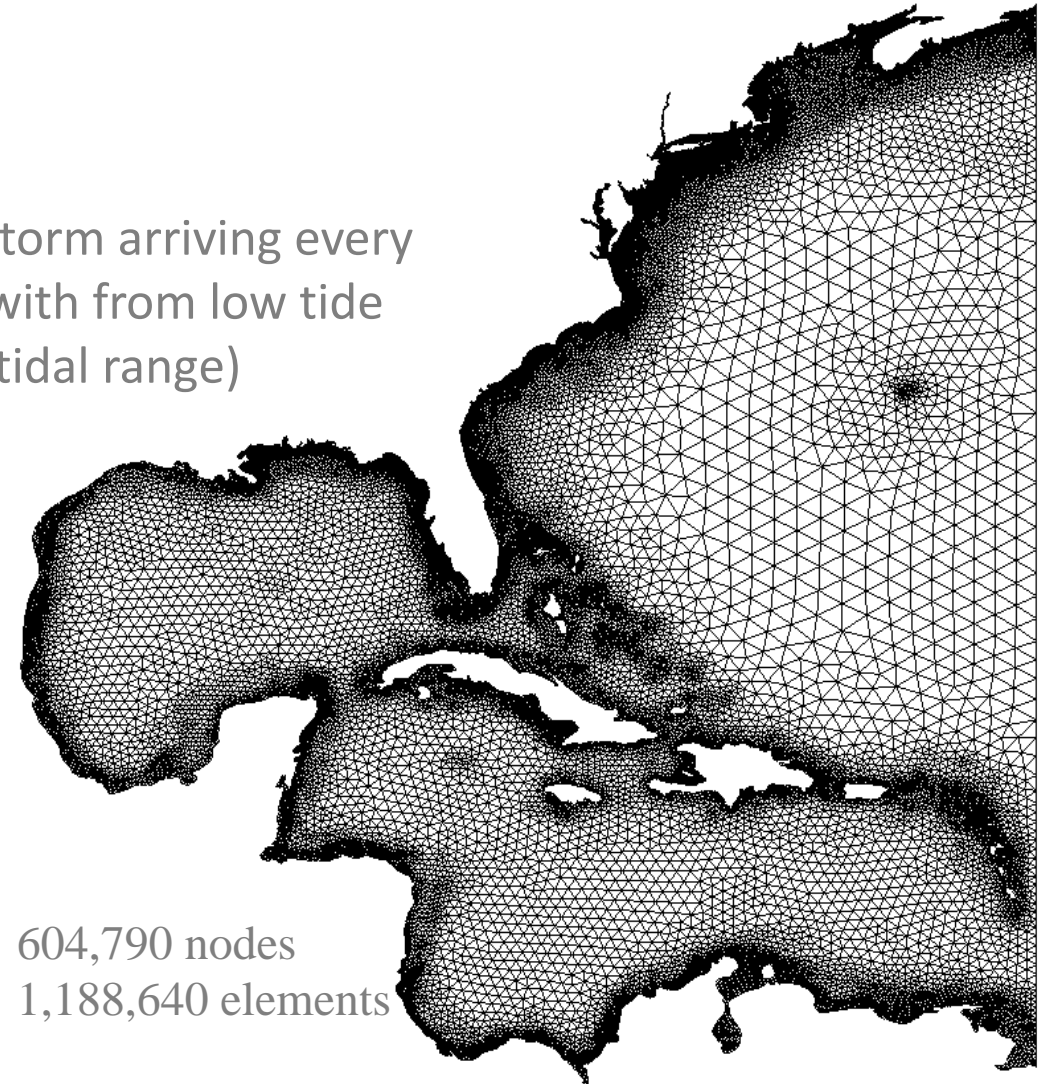 torm arriving every
with from low tide
tidal range)
604,790 nodes
1,188,640 elements